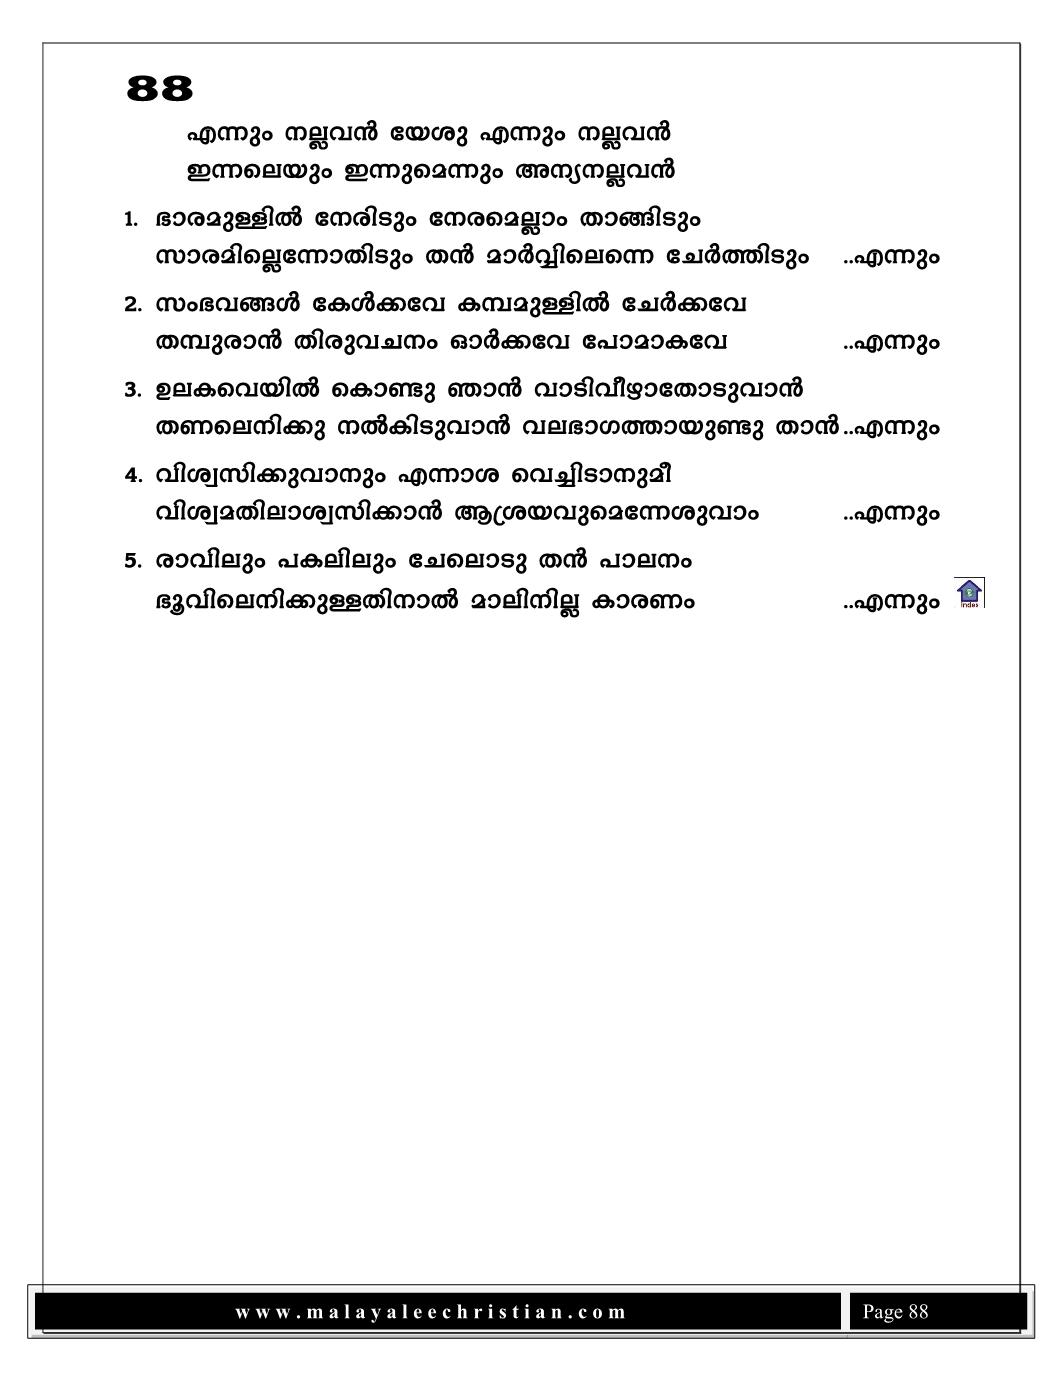 88
എന്നും നല്ലവൻ യേശു എന്നും നല്ലവൻ
ഇന്നലെയും ഇന്നുമെന്നും അന്യനല്ലവൻ
1. ഭാരമുള്ളിൽ നേരിടും നേരമെല്ലാം താങ്ങിടും
സാരമില്ലെന്നോതിടും തൻ മാർവ്വിലെന്നെ ചേർത്തിടും ..എന്നും
2. സംഭവങ്ങൾ കേൾക്കവേ കമ്പമുള്ളിൽ ചേർക്കവേ
തമ്പുരാൻ തിരുവചനം ഓർക്കവേ പോമാകവേ ..എന്നും
3. ഉലകവെയിൽ കൊണ്ടു ഞാൻ വാടിവീഴാതോടുവാൻ
തണലെനിക്കു നൽകിടുവാൻ വലഭാഗത്തായുണ്ടു താൻ ..എന്നും
4. വിശ്വസിക്കുവാനും എന്നാശ വെച്ചിടാനുമീ
വിശ്വമതിലാശ്വസിക്കാൻ ആശ്രയവുമെന്നേശുവാം ..എന്നും
5. രാവിലും പകലിലും ചേലൊടു തൻ പാലനം
ഭൂവിലെനിക്കുള്ളതിനാൽ മാലിനില്ല കാരണം ..എന്നും
Index
www.malayaleechristian.com
Page 88